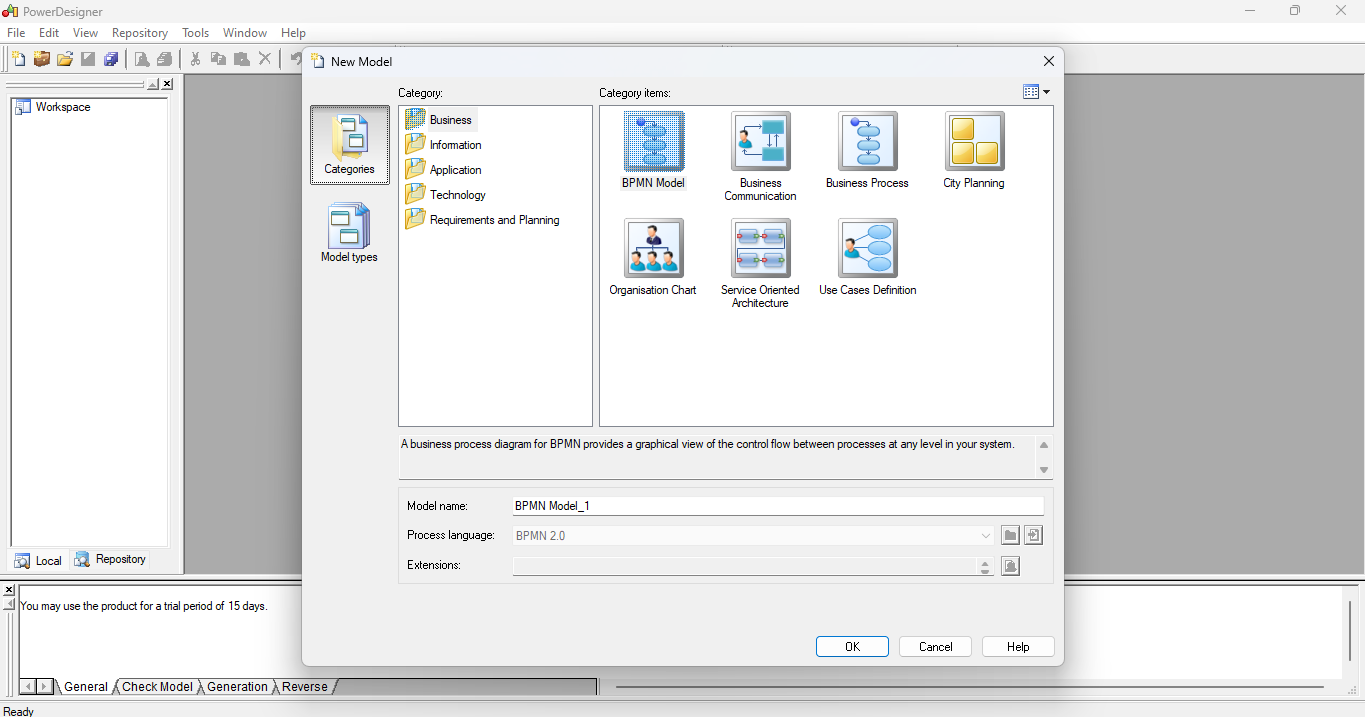 PowerDesigner
File Edit View Repository Tools Window Help
New Model
Category:
Category items:
Workspace
Categories
Model types
Business
Information
Application
Technology
Requirements and Planning
BPMN Model
Business
Communication
Business Process
City Planning
Organisation Chart
Service Oriented
Architecture
Use Cases Definition
A business process diagram for BPMN provides a graphical view of the control flow between processes at any level in your system.
Model name: BPMN Model_1
Process language: BPMN 2.0
Extensions:
OK Cancel Help
Local Repository
You may use the product for a trial period of 15 days.
General Check Model Generation Reverse
Ready